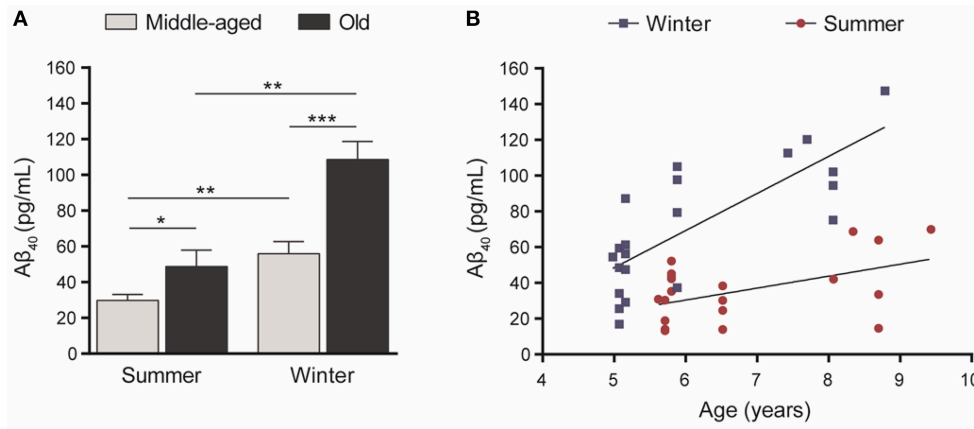 A
Middle-aged Old
160
140
120
100
80
60
40
20
0
Aβ40 (pg/mL)
**
***
**
*
Summer Winter
B
Winter Summer
160
140
120
100
80
60
40
20
0
Aβ40 (pg/mL)
4 5 6 7 8 9 10
Age (years)